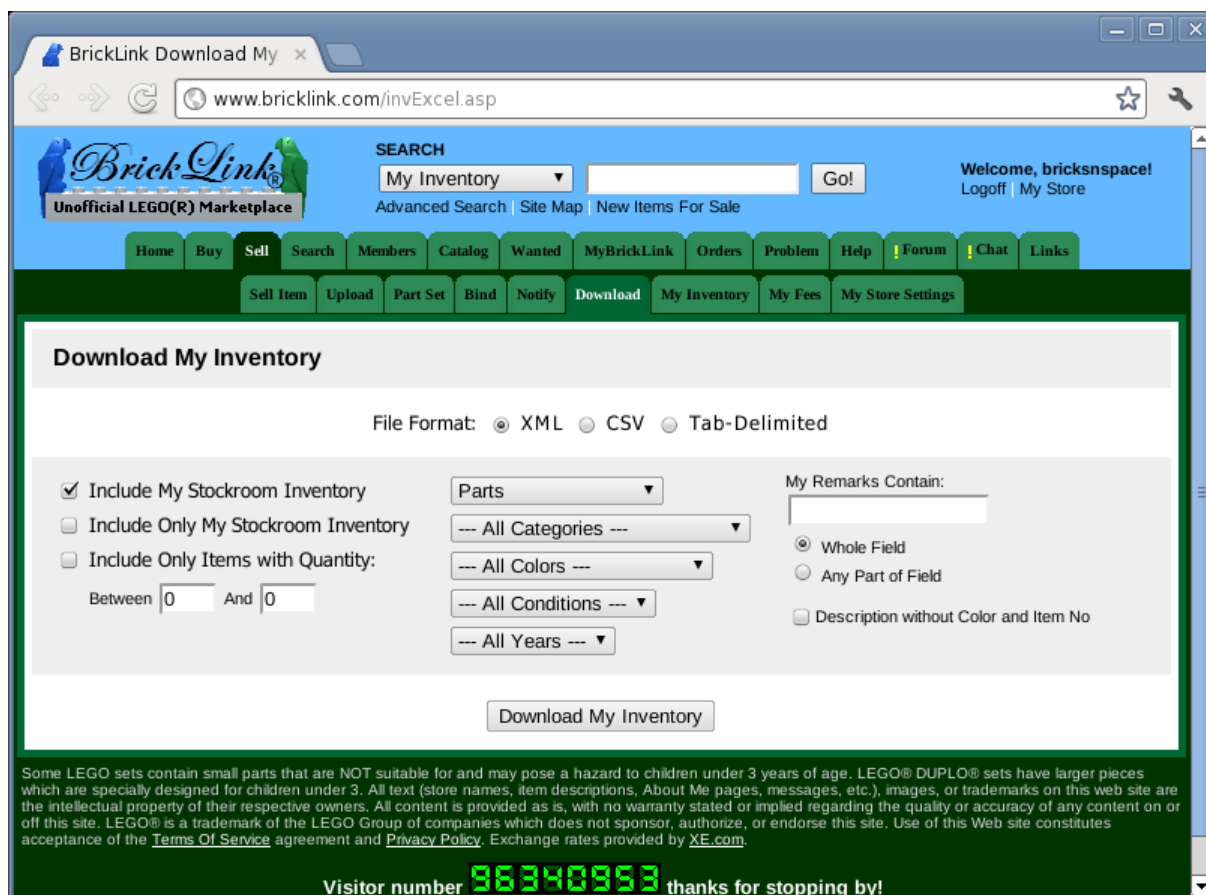 BrickLink Download My
www.bricklink.com/invExcel.asp
BrickLink®
Unofficial LEGO(R) Marketplace
SEARCH
My Inventory Go!
Advanced Search | Site Map | New Items For Sale
Welcome, bricksnspace!
Logoff | My Store
Home Buy Sell Search Members Catalog Wanted MyBrickLink Orders Problem Help ! Forum ! Chat Links
Sell Item Upload Part Set Bind Notify Download My Inventory My Fees My Store Settings
Download My Inventory
File Format: XML CSV Tab-Delimited
Include My Stockroom Inventory
Include Only My Stockroom Inventory
Include Only Items with Quantity:
Between 0 And 0
Parts
--- All Categories ---
--- All Colors ---
--- All Conditions ---
--- All Years ---
My Remarks Contain:
Whole Field
Any Part of Field
Description without Color and Item No
Download My Inventory
Some LEGO sets contain small parts that are NOT suitable for and may pose a hazard to children under 3 years of age. LEGO® DUPLO® sets have larger pieces
which are specially designed for children under 3. All text (store names, item descriptions, About Me pages, messages, etc.), images, or trademarks on this web site are
the intellectual property of their respective owners. All content is provided as is, with no warranty stated or implied regarding the quality or accuracy of any content on or
off this site. LEGO® is a trademark of the LEGO Group of companies which does not sponsor, authorize, or endorse this site. Use of this Web site constitutes
acceptance of the Terms Of Service agreement and Privacy Policy. Exchange rates provided by XE.com.
Visitor number 96340953 thanks for stopping by!